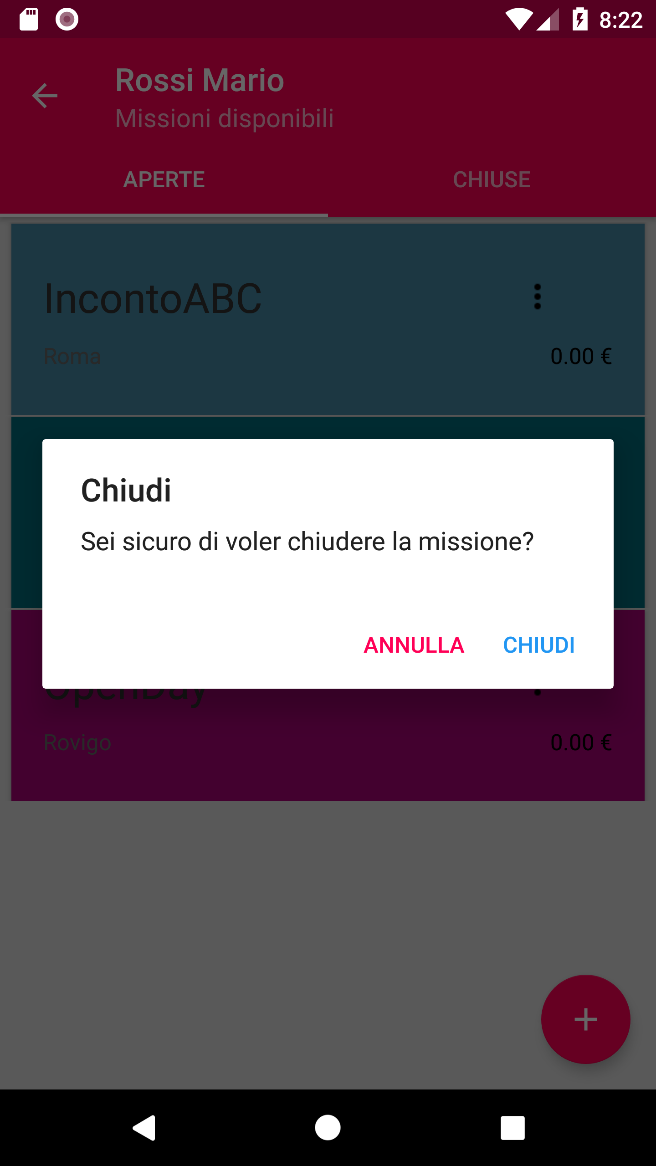 8:22
Rossi Mario
Missioni disponibili
APERTE CHIUSE
IncontoABC
Roma 0.00 €
Chiudi
Sei sicuro di voler chiudere la missione?
ANNULLA CHIUDI
OpenDay
Rovigo 0.00 €